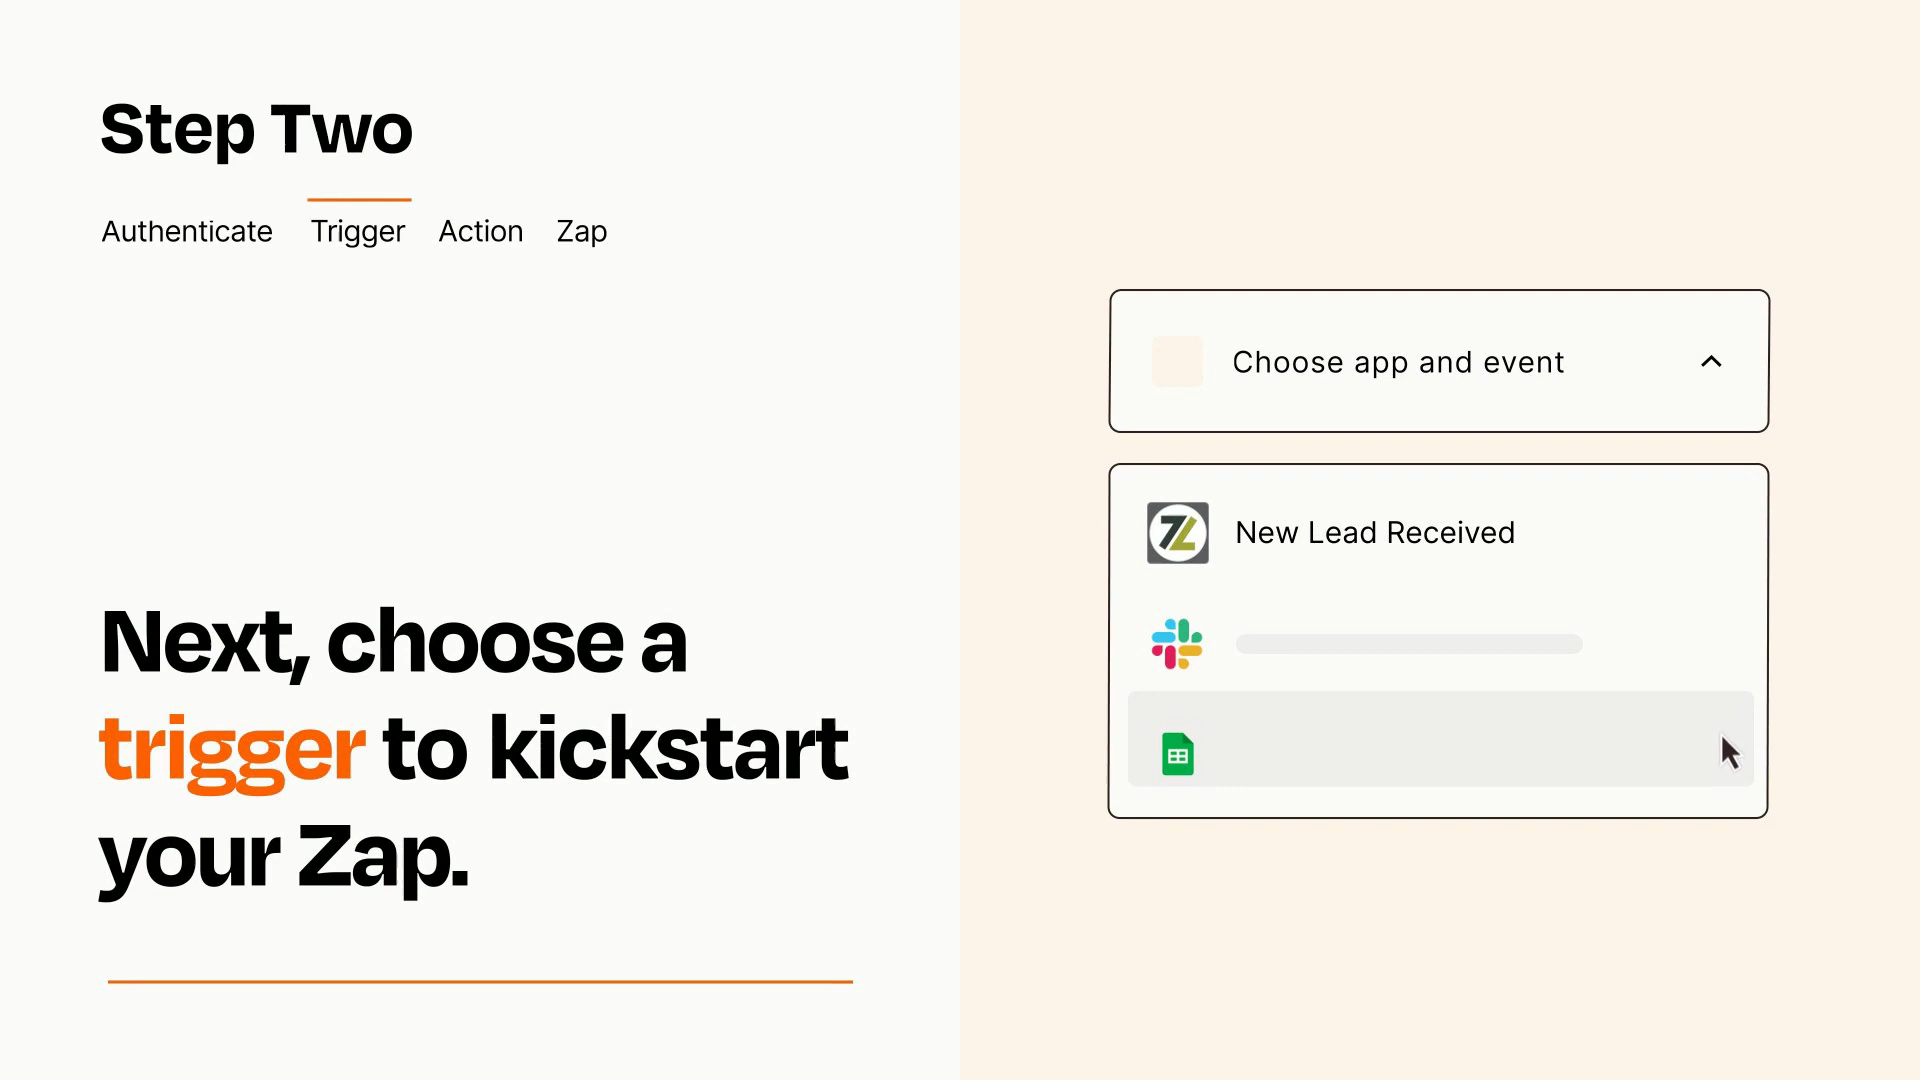 Step Two
Authenticate Trigger Action Zap
Next, choose a
trigger to kickstart
your Zap.
Choose app and event
New Lead Received